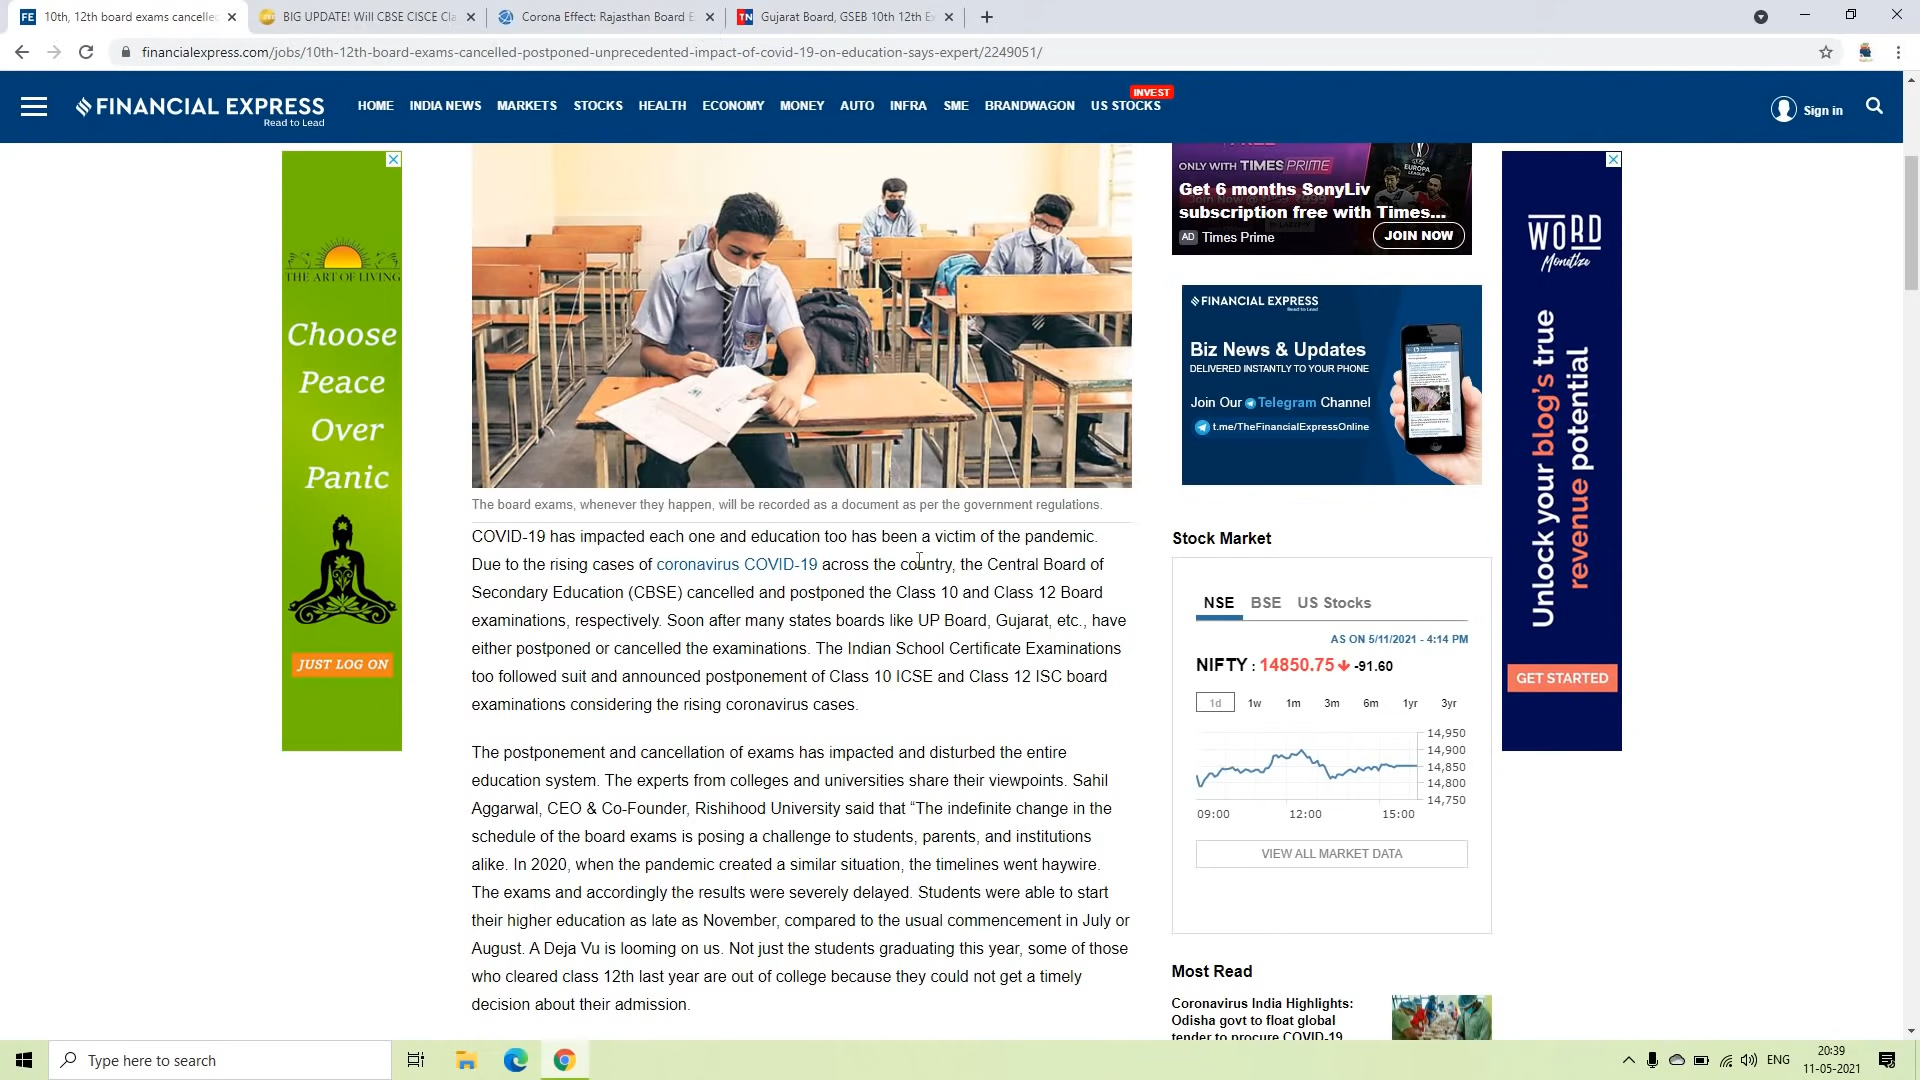 10th, 12th board exams cancelled
BIG UPDATE! Will CBSE CISCE Cla
Corona Effect: Rajasthan Board E
TN Gujarat Board, GSEB 10th 12th Ex
financialexpress.com/jobs/10th-12th-board-exams-cancelled-postponed-unprecedented-impact-of-covid-19-on-education-says-expert/2249051/
FINANCIAL EXPRESS
Read to Lead
HOME INDIA NEWS MARKETS STOCKS HEALTH ECONOMY MONEY AUTO INFRA SME BRANDWAGON US STOCKS
INVEST
Sign in
THE ART OF LIVING
Choose
Peace
Over
Panic
JUST LOG ON
ONLY WITH TIMES PRIME
Get 6 months SonyLiv
subscription free with Times...
AD Times Prime
JOIN NOW
EUROPA
LEAGUE
FINANCIAL EXPRESS
Read to Lead
Biz News & Updates
DELIVERED INSTANTLY TO YOUR PHONE
Join Our Telegram Channel
t.me/TheFinancialExpressOnline
WORD
Monetize
Unlock your blog's true
revenue potential
GET STARTED
The board exams, whenever they happen, will be recorded as a document as per the government regulations.
COVID-19 has impacted each one and education too has been a victim of the pandemic.
Due to the rising cases of coronavirus COVID-19 across the country, the Central Board of
Secondary Education (CBSE) cancelled and postponed the Class 10 and Class 12 Board
examinations, respectively. Soon after many states boards like UP Board, Gujarat, etc., have
either postponed or cancelled the examinations. The Indian School Certificate Examinations
too followed suit and announced postponement of Class 10 ICSE and Class 12 ISC board
examinations considering the rising coronavirus cases.
The postponement and cancellation of exams has impacted and disturbed the entire
education system. The experts from colleges and universities share their viewpoints. Sahil
Aggarwal, CEO & Co-Founder, Rishihood University said that “The indefinite change in the
schedule of the board exams is posing a challenge to students, parents, and institutions
alike. In 2020, when the pandemic created a similar situation, the timelines went haywire.
The exams and accordingly the results were severely delayed. Students were able to start
their higher education as late as November, compared to the usual commencement in July or
August. A Deja Vu is looming on us. Not just the students graduating this year, some of those
who cleared class 12th last year are out of college because they could not get a timely
decision about their admission.
Stock Market
NSE BSE US Stocks
AS ON 5/11/2021 - 4:14 PM
NIFTY : 14850.75 -91.60
1d 1w 1m 3m 6m 1yr 3yr
14,950
14,900
14,850
14,800
14,750
09:00 12:00 15:00
VIEW ALL MARKET DATA
Most Read
Coronavirus India Highlights:
Odisha govt to float global
tender to procure COVID-19
Type here to search
ENG
20:39
11-05-2021